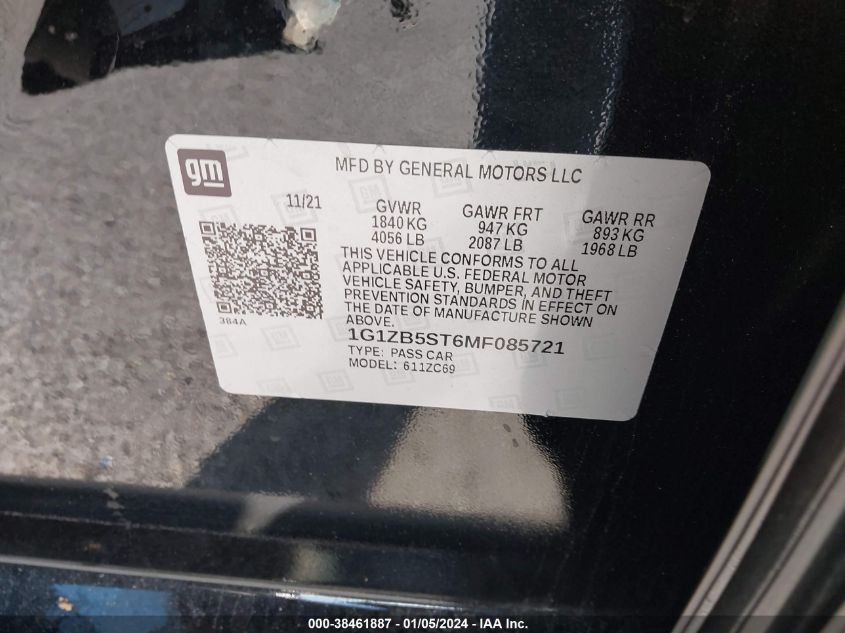 gm
MFD BY GENERAL MOTORS LLC
11/21
GVWR
1840 KG
4056 LB
GAWR FRT
947 KG
2087 LB
GAWR RR
893 KG
1968 LB
THIS VEHICLE CONFORMS TO ALL
APPLICABLE U.S. FEDERAL MOTOR
VEHICLE SAFETY, BUMPER, AND THEFT
PREVENTION STANDARDS IN EFFECT ON
THE DATE OF MANUFACTURE SHOWN
ABOVE.
384A
1G1ZB5ST6MF085721
TYPE: PASS CAR
MODEL: 611ZC69
000-38461887 - 01/05/2024 - IAA Inc.